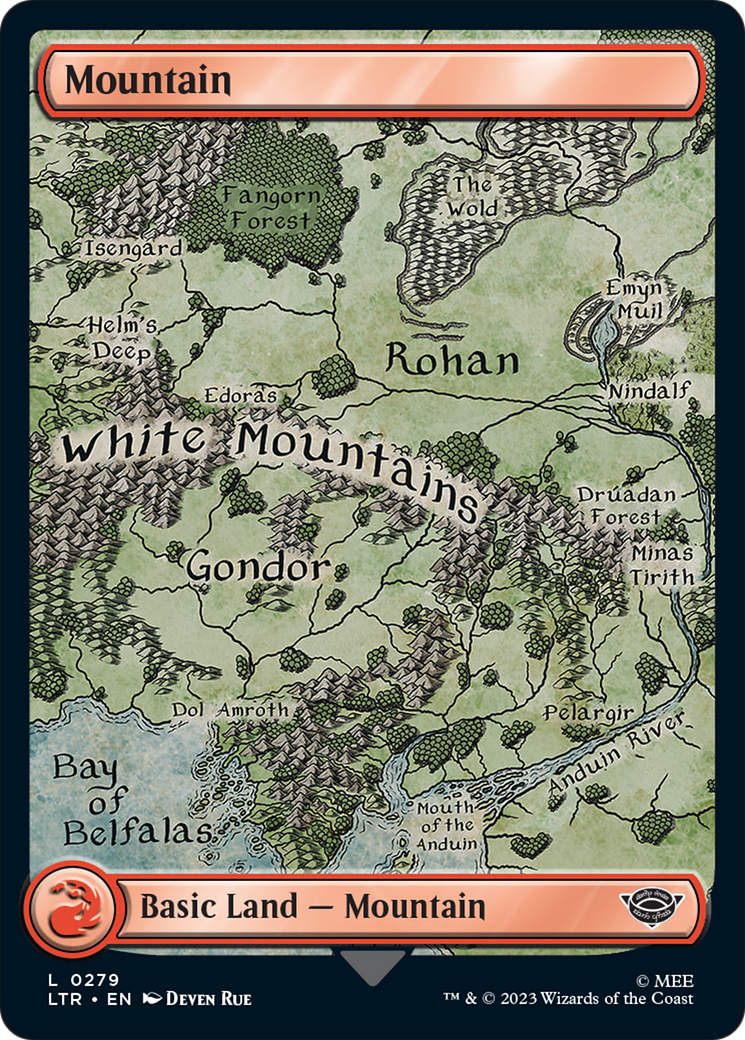 Mountain
Fangorn
Forest
The
Wold
Isengard
Emyn
Muil
Helm's
Deep
Rohan
Edoras
Nindalf
White Mountains
Drúadan
Forest
Minas
Tirith
Gondor
Dol Amroth
Pelargir
Anduin River
Bay
of
Belfalas
Mouth
of the
Anduin
Basic Land — Mountain
L 0279
© MEE
LTR • EN Deven Rue
™ & © 2023 Wizards of the Coast